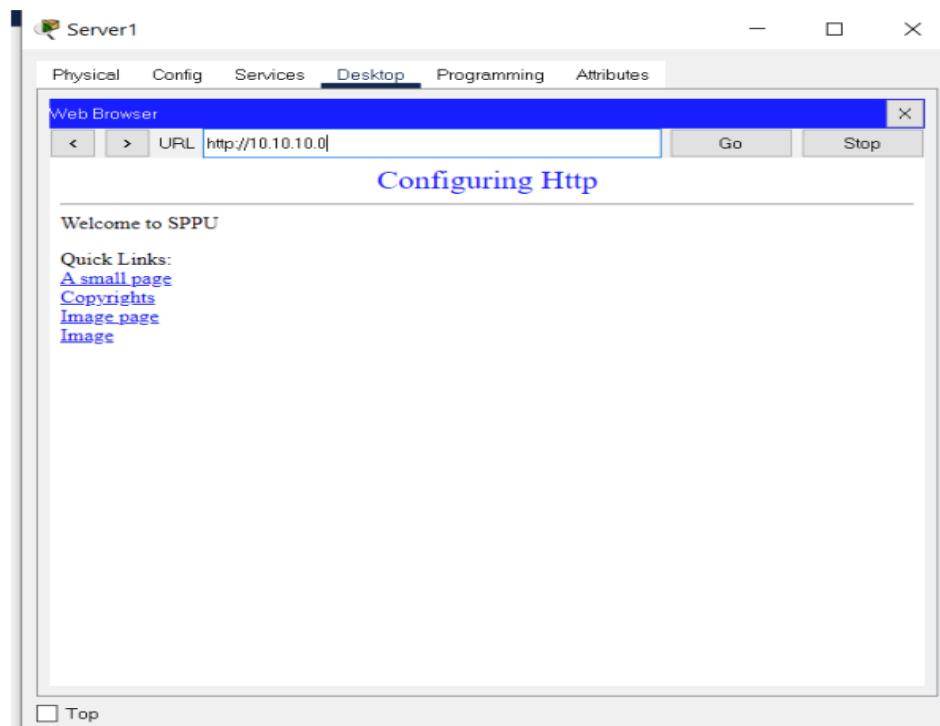 Server1
Physical Config Services Desktop Programming Attributes
Web Browser
< > URL http://10.10.10.0 Go Stop
Configuring Http
Welcome to SPPU
Quick Links:
A small page
Copyrights
Image page
Image
Top